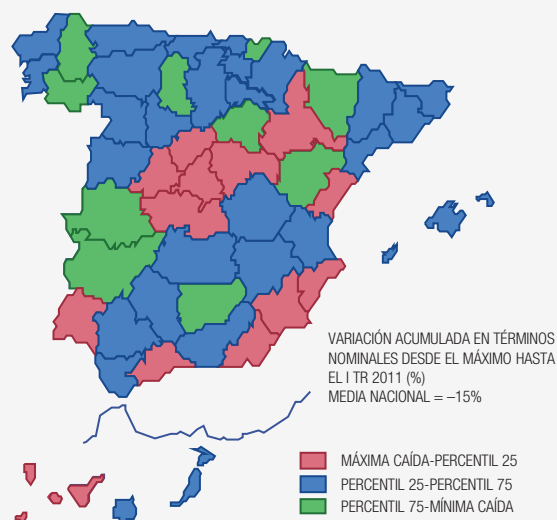 VARIACIÓN ACUMULADA EN TÉRMINOS
NOMINALES DESDE EL MÁXIMO HASTA
EL I TR 2011 (%)
MEDIA NACIONAL = –15%
MÁXIMA CAÍDA-PERCENTIL 25
PERCENTIL 25-PERCENTIL 75
PERCENTIL 75-MÍNIMA CAÍDA